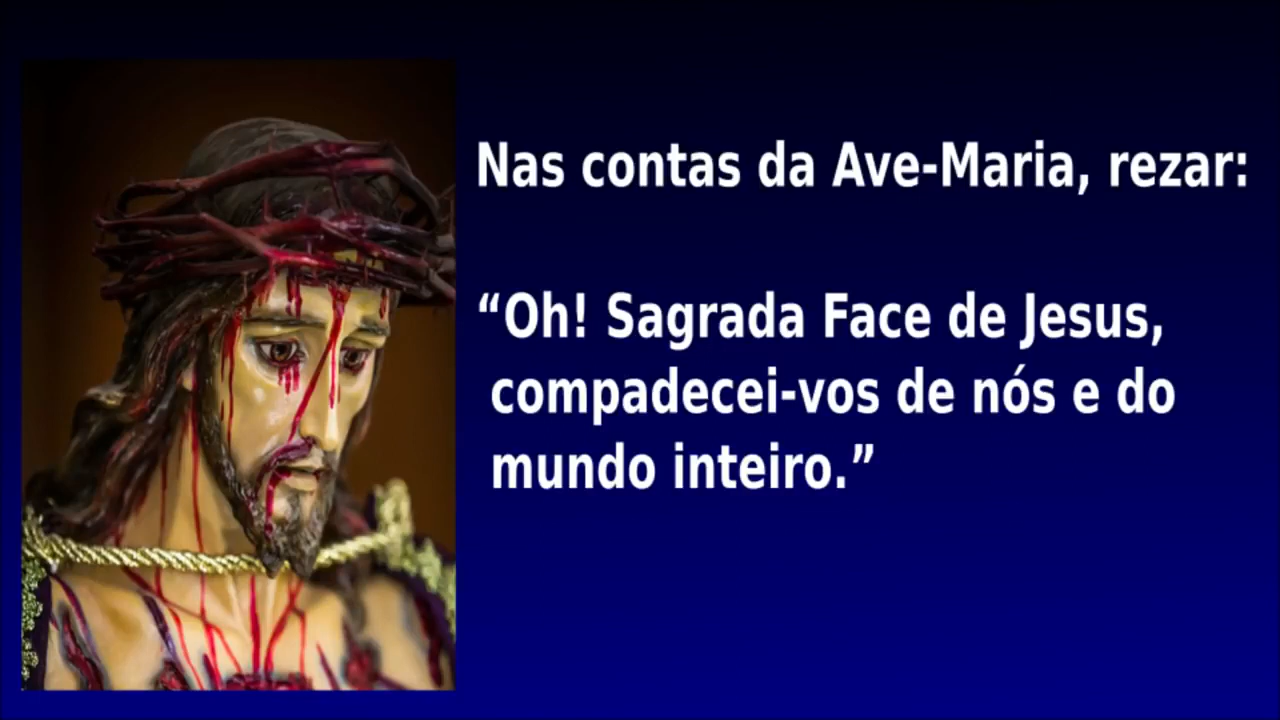 Nas contas da Ave-Maria, rezar:
“Oh! Sagrada Face de Jesus,
compadecei-vos de nós e do
mundo inteiro.”